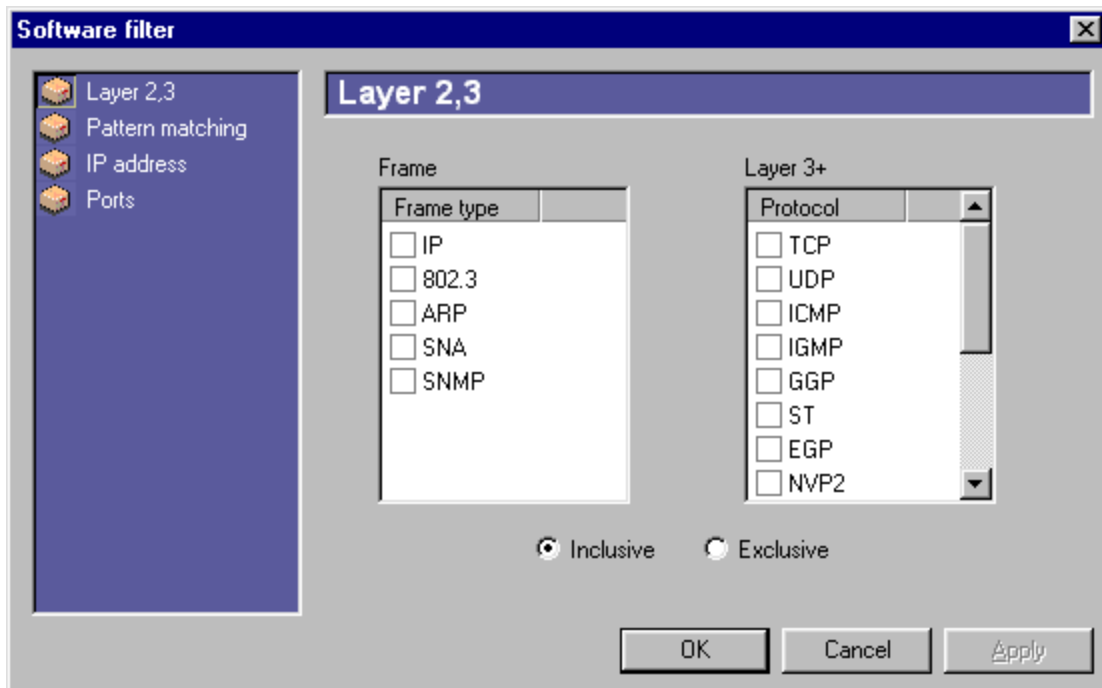 Software filter
Layer 2,3
Pattern matching
IP address
Ports
Layer 2,3
Frame
Frame type
IP
802.3
ARP
SNA
SNMP
Layer 3+
Protocol
TCP
UDP
ICMP
IGMP
GGP
ST
EGP
NVP2
Inclusive
Exclusive
OK
Cancel
Apply